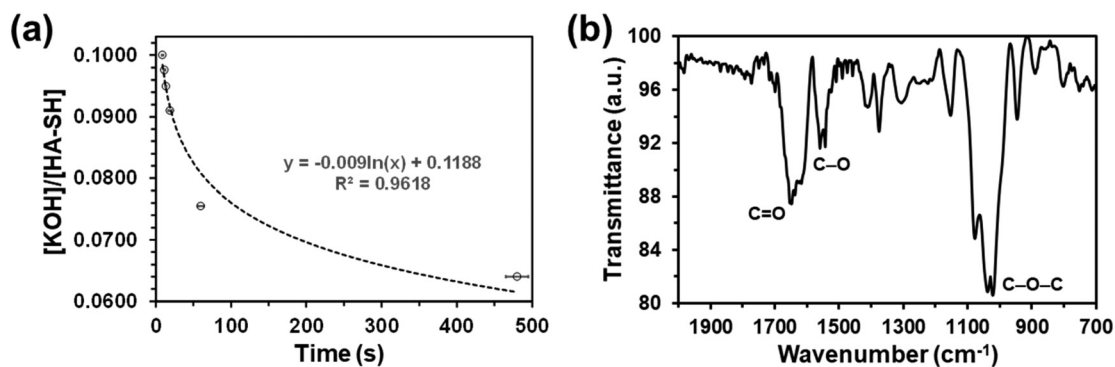 (a)
[KOH]/[HA-SH]
0.1000
0.0900
0.0800
0.0700
0.0600
y = -0.009ln(x) + 0.1188
R² = 0.9618
0 100 200 300 400 500
Time (s)
(b)
Transmittance (a.u.)
100
96
92
88
84
80
C=O
C–O
C–O–C
1900 1700 1500 1300 1100 900 700
Wavenumber (cm⁻¹)